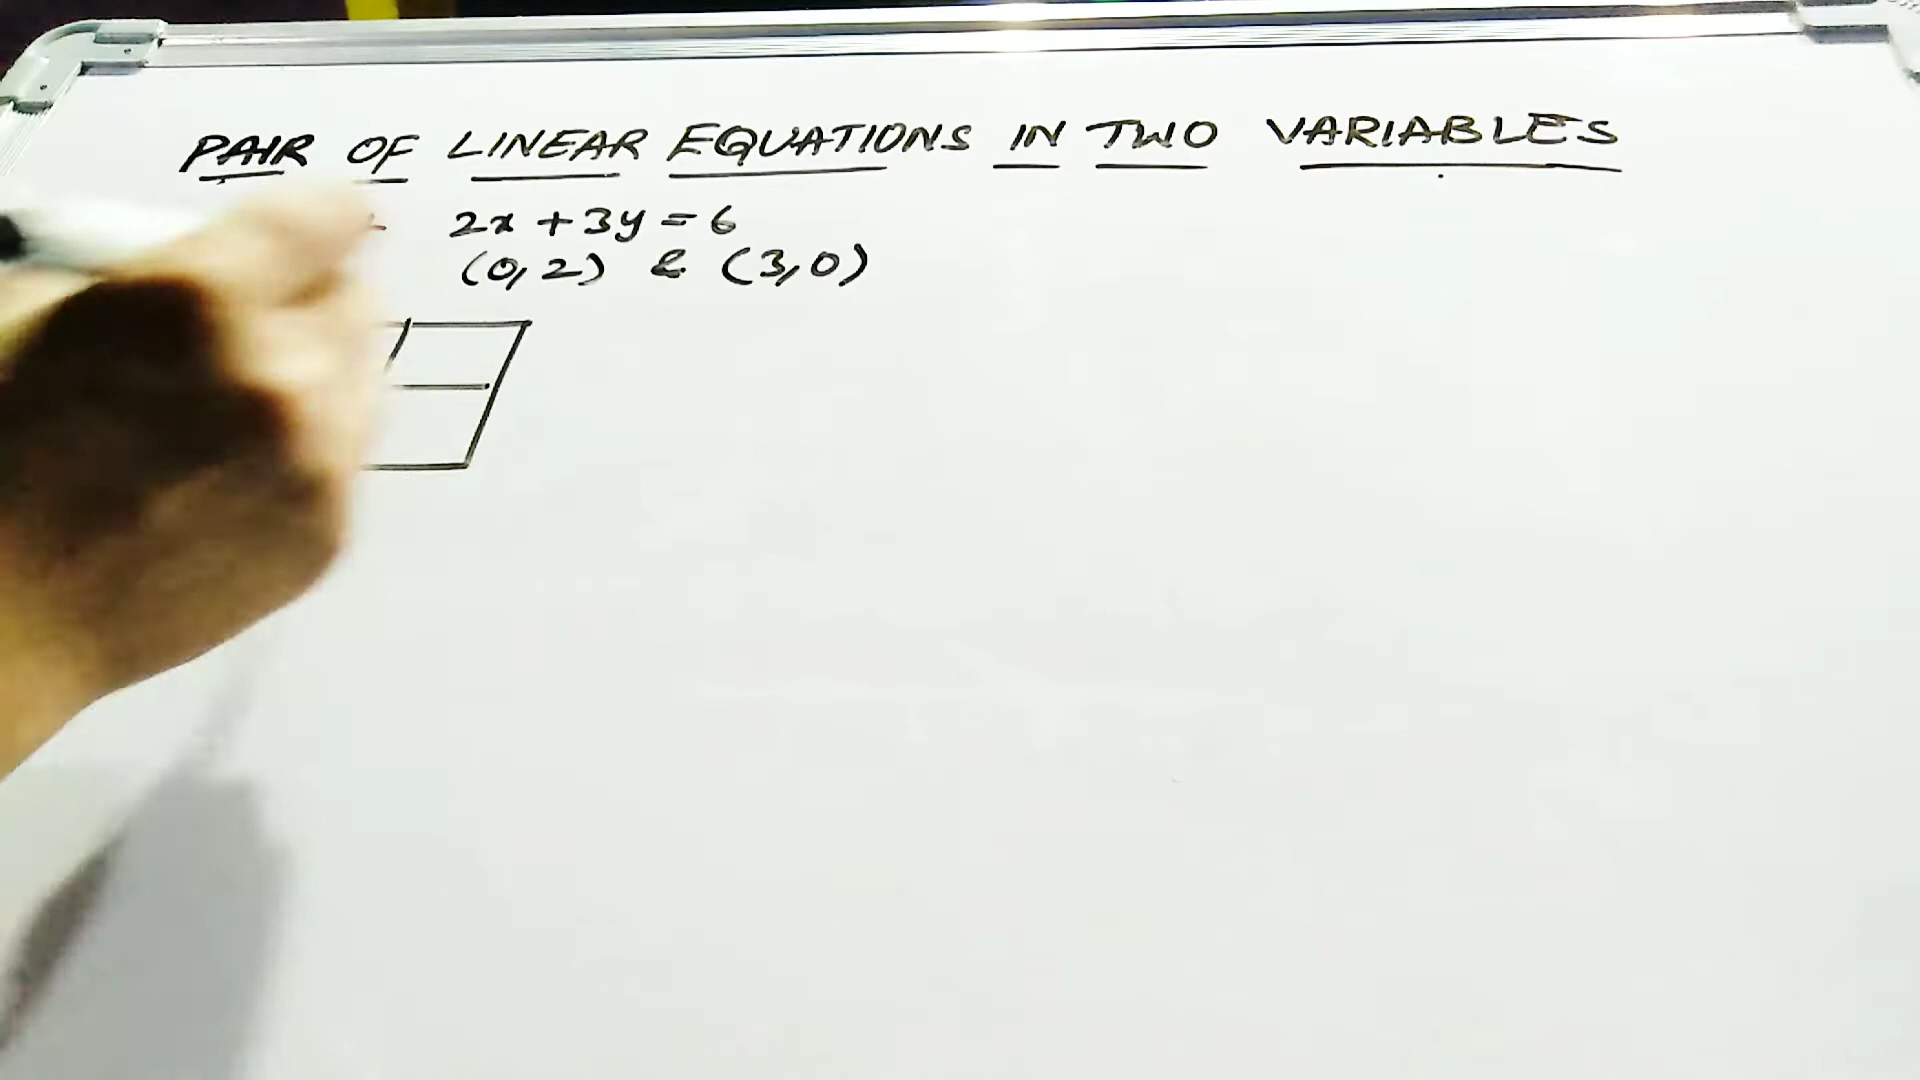 PAIR OF LINEAR EQUATIONS IN TWO VARIABLES
2x + 3y = 6
(0, 2) & (3, 0)